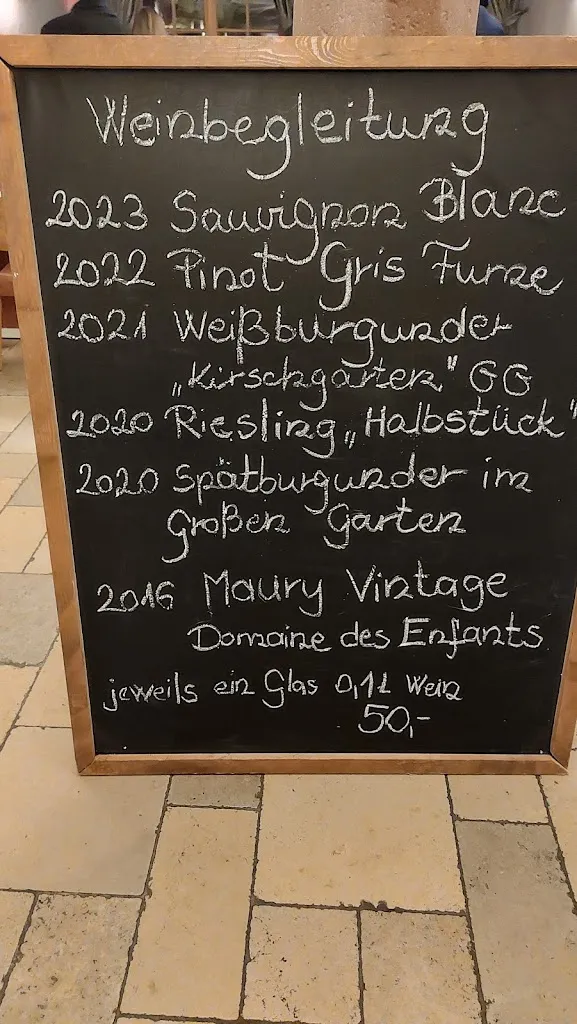 Weinbegleitung
2023 Sauvignon Blanc
2022 Pinot Gris Fume
2021 Weißburgunder
„Kirschgarten" GG
2020 Riesling „Halbstück"
2020 Spätburgunder im
Großen Garten
2016 Maury Vintage
Domaine des Enfants
jeweils ein Glas 0,1l Wein
50,-